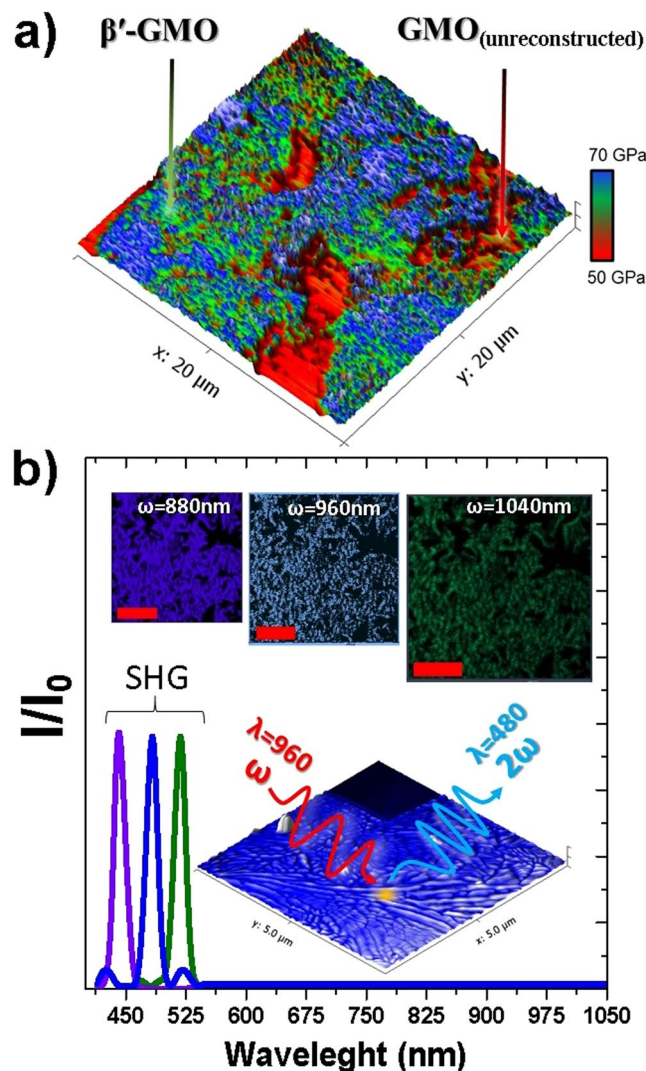 a)
β′-GMO
GMO(unreconstructed)
70 GPa
50 GPa
x: 20 μm
y: 20 μm
b)
ω=880nm
ω=960nm
ω=1040nm
SHG
I/I0
λ=960
ω
λ=480
2ω
y: 5.0 μm
x: 5.0 μm
450 525 600 675 750 825 900 975 1050
Waveleght (nm)